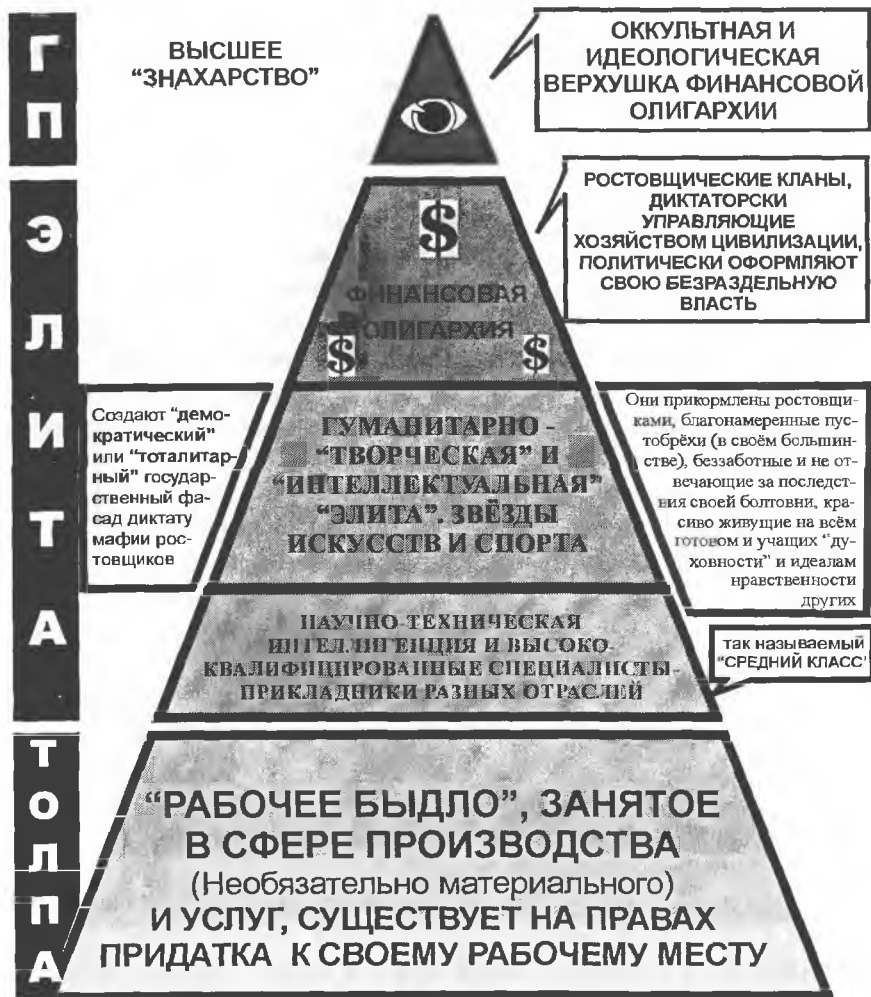 ГП
ЭЛИТА
ТОЛПА
ВЫСШЕЕ
“ЗНАХАРСТВО”
ОККУЛЬТНАЯ И
ИДЕОЛОГИЧЕСКАЯ
ВЕРХУШКА ФИНАНСОВОЙ
ОЛИГАРХИИ
РОСТОВЩИЧЕСКИЕ КЛАНЫ,
ДИКТАТОРСКИ
УПРАВЛЯЮЩИЕ
ХОЗЯЙСТВОМ ЦИВИЛИЗАЦИИ,
ПОЛИТИЧЕСКИ ОФОРМЛЯЮТ
СВОЮ БЕЗРАЗДЕЛЬНУЮ
ВЛАСТЬ
$
ФИНАНСОВАЯ
ОЛИГАРХИЯ
$ $
Создают “демо-
кратический”
или “тоталитар-
ный” государ-
ственный фа-
сад диктату
мафии рос-
товщиков
ГУМАНИТАРНО -
“ТВОРЧЕСКАЯ” И
“ИНТЕЛЛЕКТУАЛЬНАЯ”
“ЭЛИТА”. ЗВЁЗДЫ
ИСКУССТВ И СПОРТА
Они прикормлены ростовщи-
ками, благонамеренные пус-
тобрёхи (в своём большин-
стве), беззаботные и не от-
вечающие за последст-
вия своей болтовни, кра-
сиво живущие на всём
готовом и учащих “ду-
ховности” и идеалам
нравственности
других
НАУЧНО-ТЕХНИЧЕСКАЯ
ИНТЕЛЛИГЕНЦИЯ И ВЫСОКО-
КВАЛИФИЦИРОВАННЫЕ СПЕЦИАЛИСТЫ-
ПРИКЛАДНИКИ РАЗНЫХ ОТРАСЛЕЙ
так называемый
“СРЕДНИЙ КЛАСС”
“РАБОЧЕЕ БЫДЛО”, ЗАНЯТОЕ
В СФЕРЕ ПРОИЗВОДСТВА
(Необязательно материального)
И УСЛУГ, СУЩЕСТВУЕТ НА ПРАВАХ
ПРИДАТКА К СВОЕМУ РАБОЧЕМУ МЕСТУ